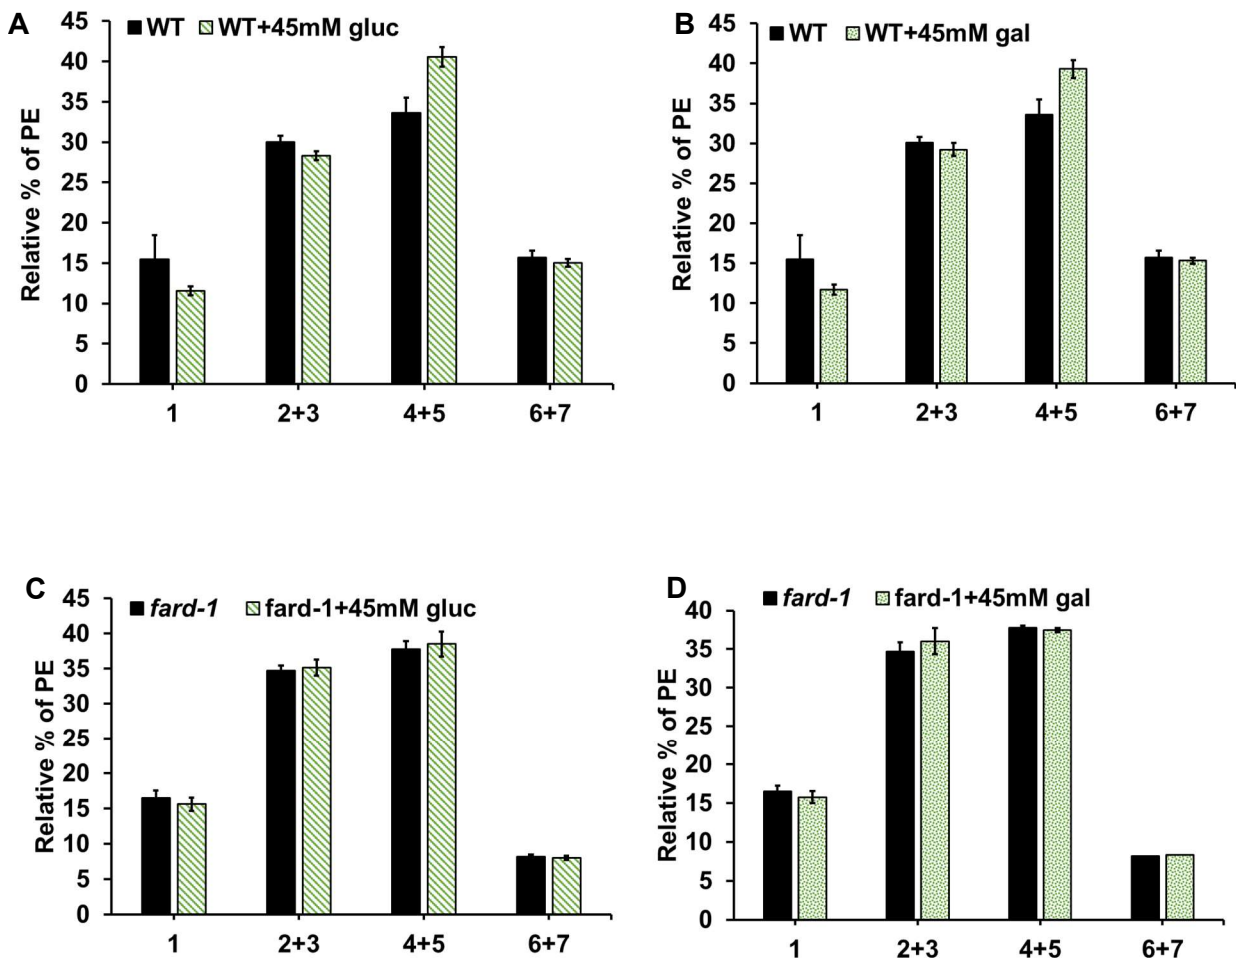 A
WT WT+45mM gluc
Relative % of PE
45
40
35
30
25
20
15
10
5
0
1 2+3 4+5 6+7
B
WT WT+45mM gal
Relative % of PE
45
40
35
30
25
20
15
10
5
0
1 2+3 4+5 6+7
C
fard-1 fard-1+45mM gluc
Relative % of PE
45
40
35
30
25
20
15
10
5
0
1 2+3 4+5 6+7
D
fard-1 fard-1+45mM gal
Relative % of PE
40
35
30
25
20
15
10
5
0
1 2+3 4+5 6+7